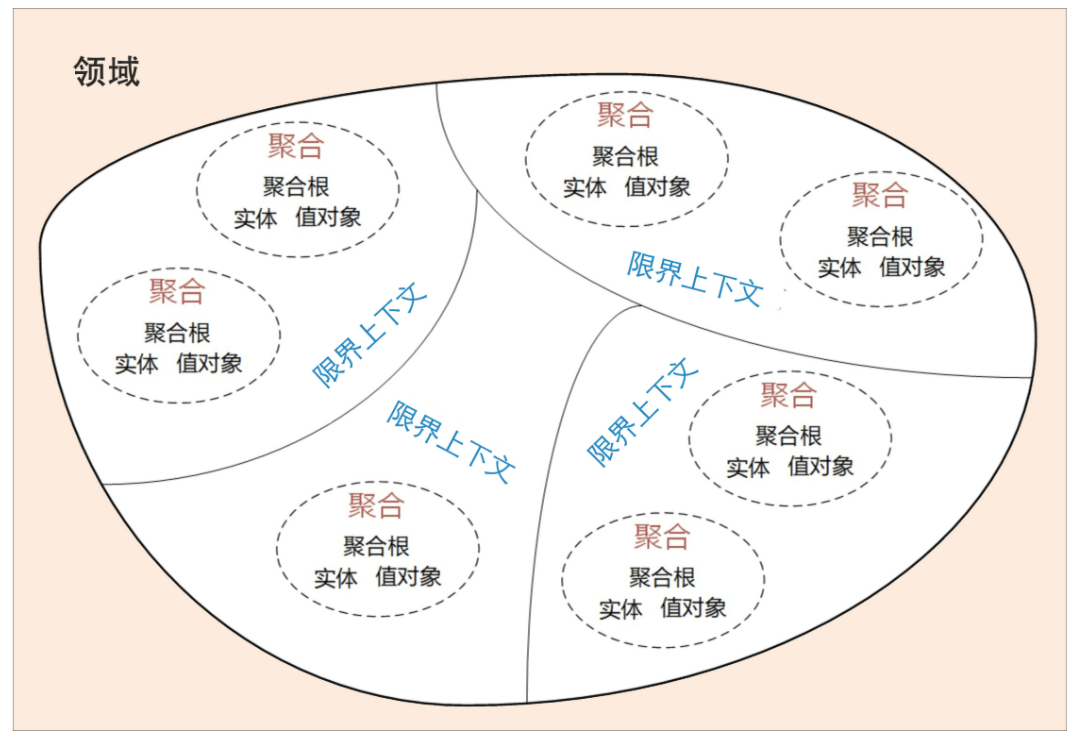 领域
聚合
聚合根
实体 值对象
聚合
聚合根
实体 值对象
限界上下文
聚合
聚合根
实体 值对象
聚合
聚合根
实体 值对象
限界上下文
限界上下文
聚合
聚合根
实体 值对象
限界上下文
聚合
聚合根
实体 值对象
聚合
聚合根
实体 值对象